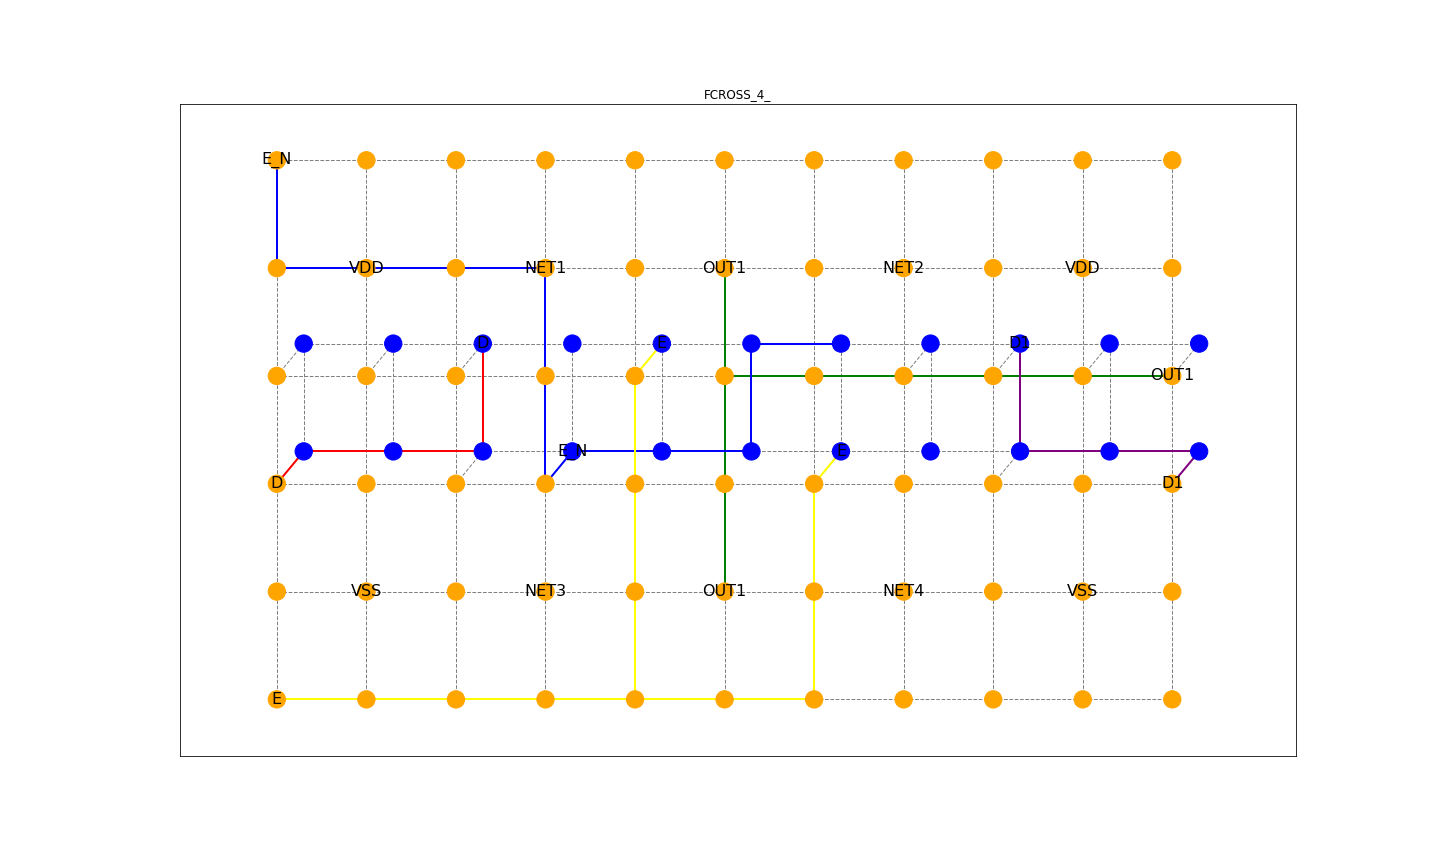 FCROSS_4_
E_N
VDD NET1 OUT1 NET2 VDD
D E D1
OUT1
E_N E
D D1
VSS NET3 OUT1 NET4 VSS
E